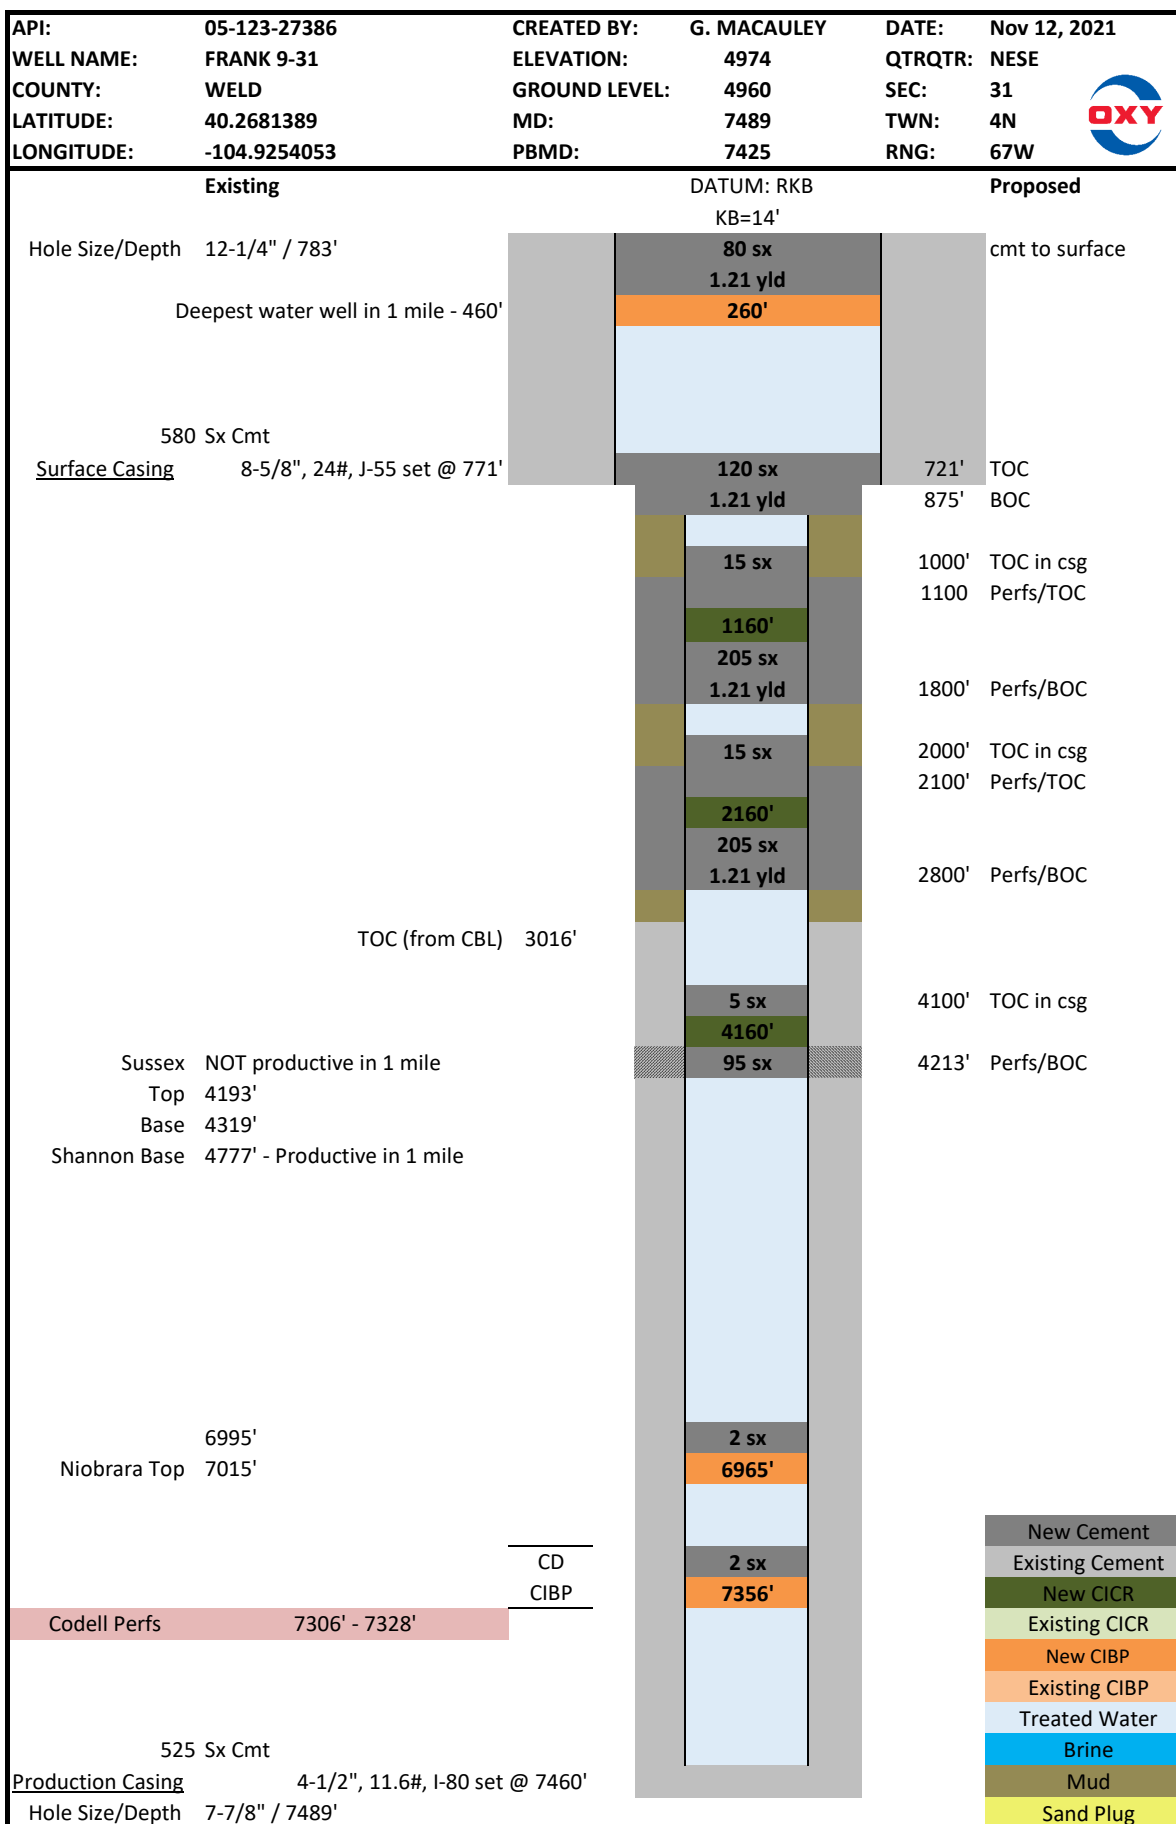 API: 05-123-27386 CREATED BY: G. MACAULEY DATE: Nov 12, 2021
WELL NAME: FRANK 9-31 ELEVATION: 4974 QTRQTR: NESE
COUNTY: WELD GROUND LEVEL: 4960 SEC: 31
LATITUDE: 40.2681389 MD: 7489 TWN: 4N
OXY
LONGITUDE: -104.9254053 PBMD: 7425 RNG: 67W
Existing DATUM: RKB Proposed
KB=14'
Hole Size/Depth 12-1/4" / 783' 80 sx cmt to surface
1.21 yld
Deepest water well in 1 mile - 460' 260'
580 Sx Cmt
Surface Casing 8-5/8", 24#, J-55 set @ 771' 120 sx 721' TOC
1.21 yld 875' BOC
15 sx 1000' TOC in csg
1100 Perfs/TOC
1160'
205 sx
1.21 yld 1800' Perfs/BOC
15 sx 2000' TOC in csg
2100' Perfs/TOC
2160'
205 sx
1.21 yld 2800' Perfs/BOC
TOC (from CBL) 3016'
5 sx 4100' TOC in csg
4160'
Sussex NOT productive in 1 mile 95 sx 4213' Perfs/BOC
Top 4193'
Base 4319'
Shannon Base 4777' - Productive in 1 mile
6995' 2 sx
Niobrara Top 7015' 6965'
New Cement
CD 2 sx Existing Cement
CIBP 7356' New CICR
Codell Perfs 7306' - 7328' Existing CICR
New CIBP
Existing CIBP
Treated Water
525 Sx Cmt Brine
Production Casing 4-1/2", 11.6#, I-80 set @ 7460' Mud
Hole Size/Depth 7-7/8" / 7489' Sand Plug